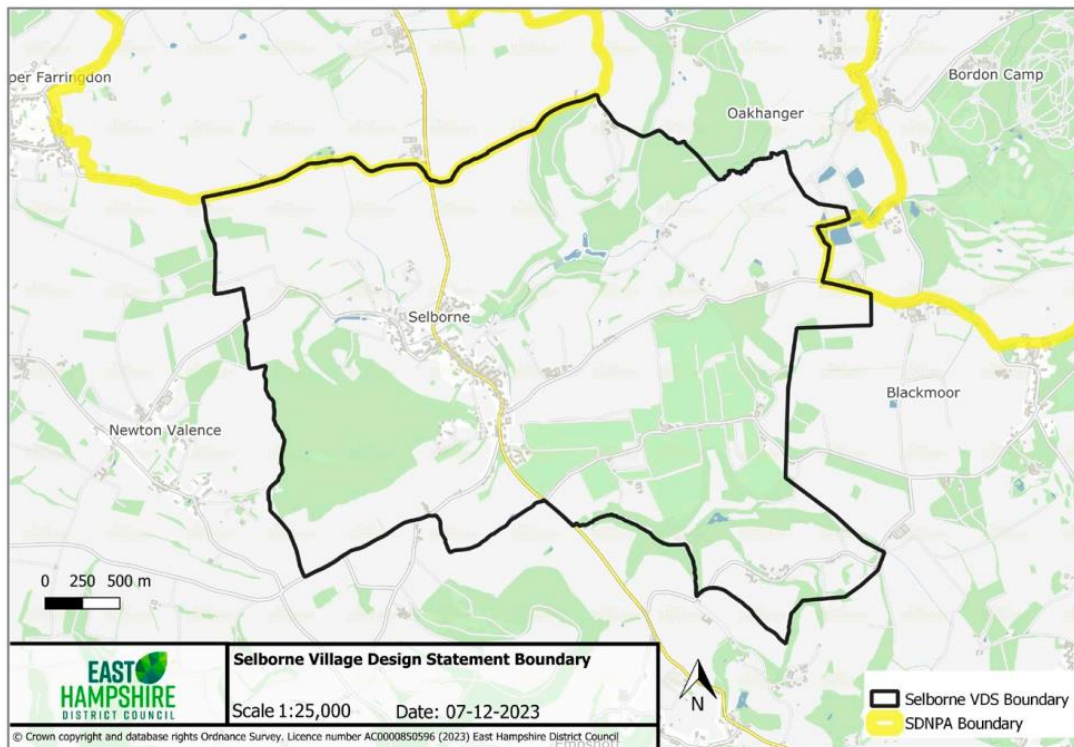 per Farringdon
Bordon Camp
Oakhanger
Selborne
Blackmoor
Newton Valence
0 250 500 m
EAST
HAMPSHIRE
DISTRICT COUNCIL
Selborne Village Design Statement Boundary
Scale 1:25,000 Date: 07-12-2023
N
Selborne VDS Boundary
SDNPA Boundary
© Crown copyright and database rights Ordnance Survey. Licence number AC0000850596 (2023) East Hampshire District Council